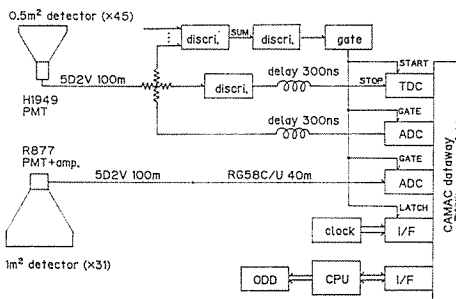 0.5m² detector (×45)
discri.
SUM
discri.
gate
5D2V 100m
H1949
PMT
discri.
delay 300ns
START
STOP
TDC
delay 300ns
GATE
ADC
R877
PMT+amp.
5D2V 100m
RG58C/U 40m
GATE
ADC
LATCH
clock
I/F
1m² detector (×31)
ODD
CPU
I/F
CAMAC dataway